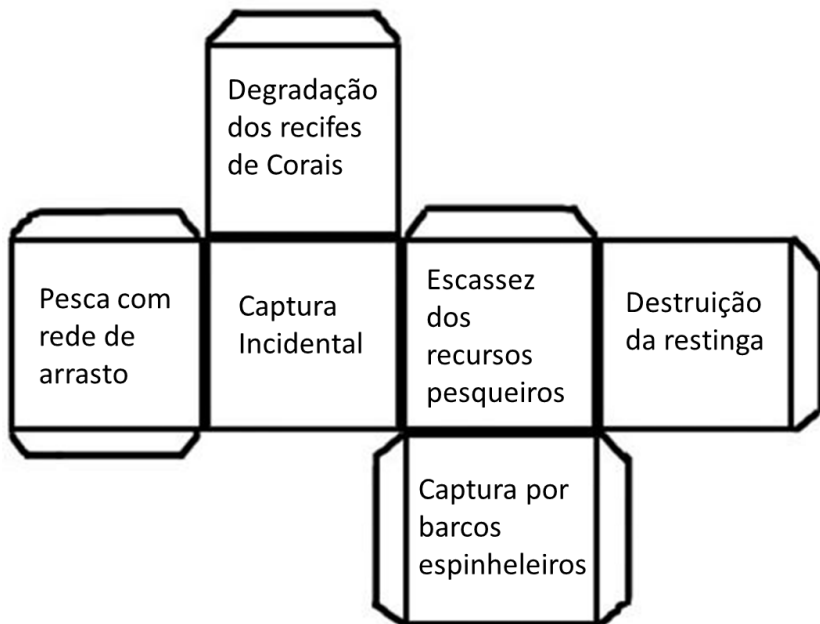 Degradação
dos recifes
de Corais
Pesca com
rede de
arrasto
Captura
Incidental
Escassez
dos
recursos
pesqueiros
Destruição
da restinga
Captura por
barcos
espinheleiros